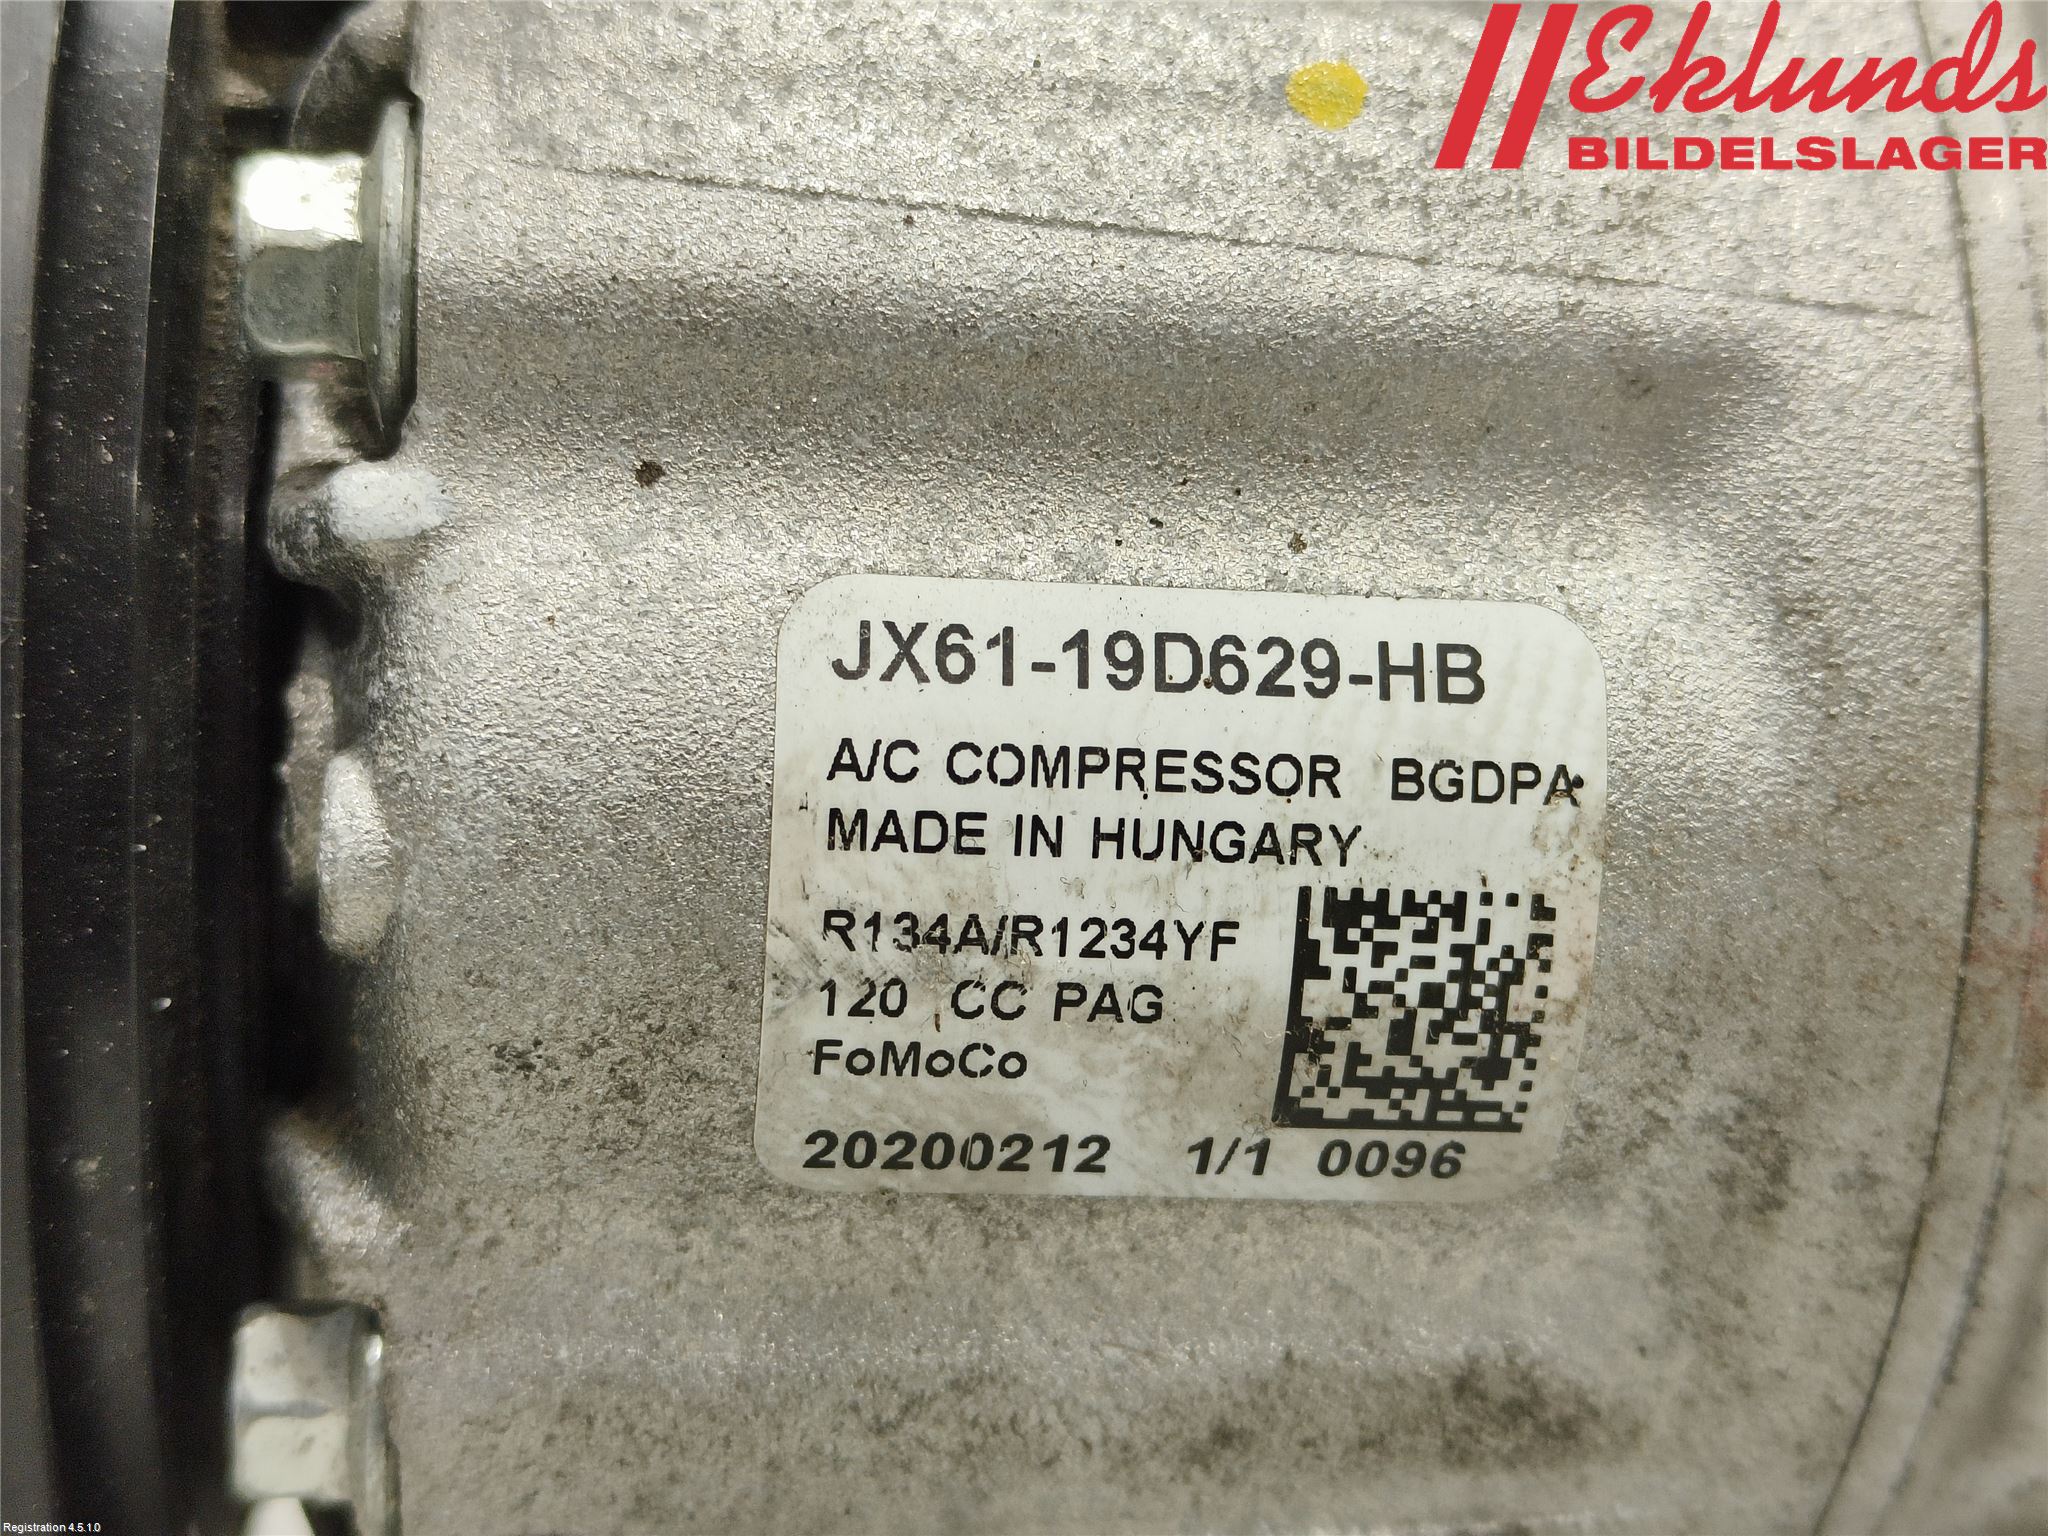 Eklunds
BILDELSLAGER
JX61-19D629-HB
A/C COMPRESSOR BGDPA
MADE IN HUNGARY
R134A/R1234YF
120 CC PAG
FoMoCo
20200212 1/1 0096
Registration 4.5.1.0